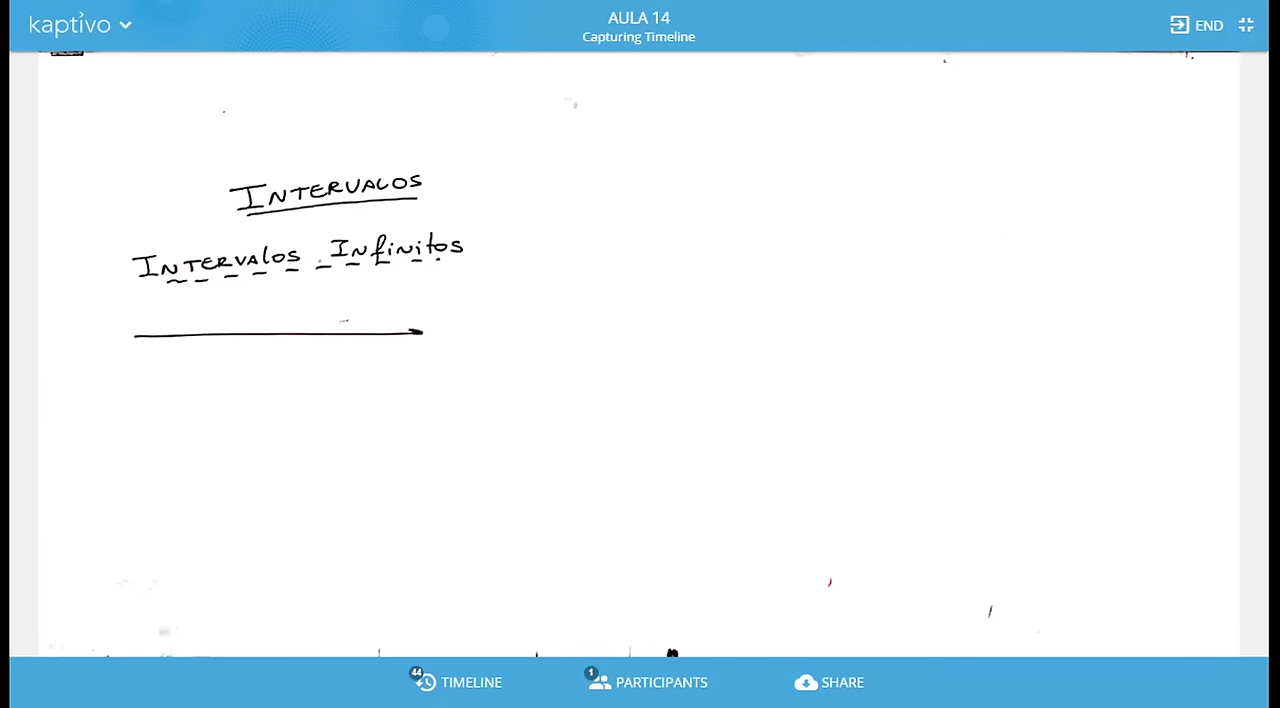 kaptivo
AULA 14
Capturing Timeline
END
INTERVALOS
INTERVAlOS INfiNitOS
44
TIMELINE
1
PARTICIPANTS
SHARE